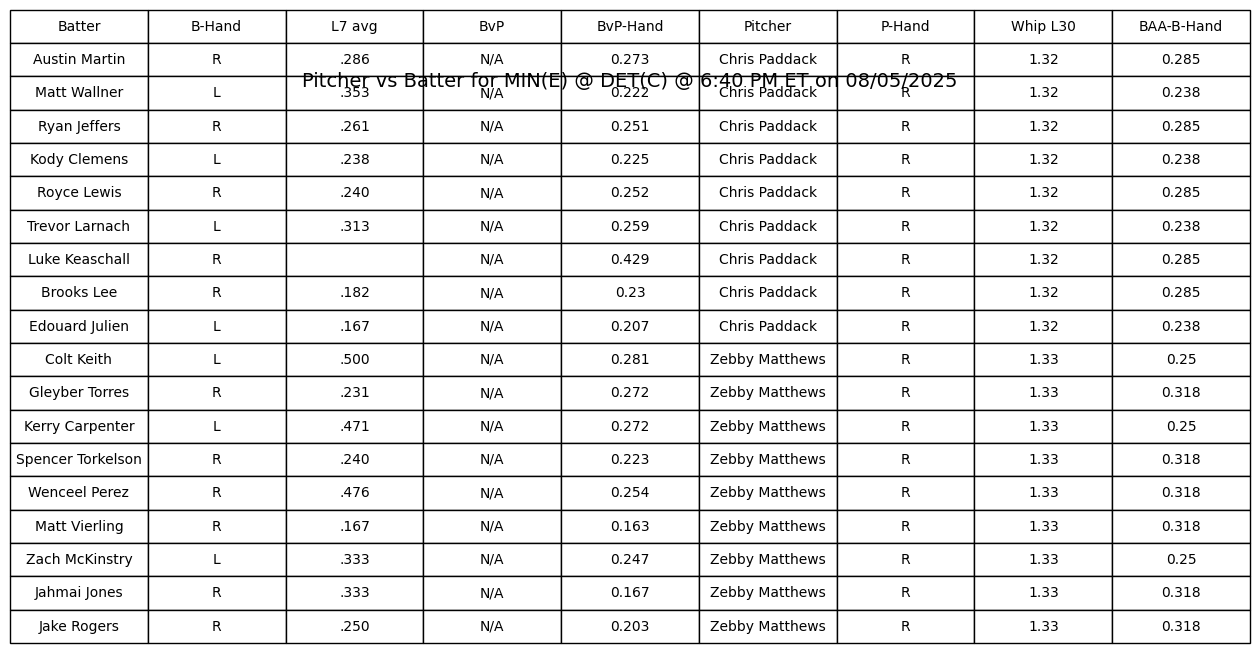 Batter B-Hand L7 avg BvP BvP-Hand Pitcher P-Hand Whip L30 BAA-B-Hand
Austin Martin R .286 N/A 0.273 Chris Paddack R 1.32 0.285
Pitcher vs Batter for MIN(E) @ DET(C) @ 6:40 PM ET on 08/05/2025
Matt Wallner L .353 N/A 0.222 Chris Paddack R 1.32 0.238
Ryan Jeffers R .261 N/A 0.251 Chris Paddack R 1.32 0.285
Kody Clemens L .238 N/A 0.225 Chris Paddack R 1.32 0.238
Royce Lewis R .240 N/A 0.252 Chris Paddack R 1.32 0.285
Trevor Larnach L .313 N/A 0.259 Chris Paddack R 1.32 0.238
Luke Keaschall R N/A 0.429 Chris Paddack R 1.32 0.285
Brooks Lee R .182 N/A 0.23 Chris Paddack R 1.32 0.285
Edouard Julien L .167 N/A 0.207 Chris Paddack R 1.32 0.238
Colt Keith L .500 N/A 0.281 Zebby Matthews R 1.33 0.25
Gleyber Torres R .231 N/A 0.272 Zebby Matthews R 1.33 0.318
Kerry Carpenter L .471 N/A 0.272 Zebby Matthews R 1.33 0.25
Spencer Torkelson R .240 N/A 0.223 Zebby Matthews R 1.33 0.318
Wenceel Perez R .476 N/A 0.254 Zebby Matthews R 1.33 0.318
Matt Vierling R .167 N/A 0.163 Zebby Matthews R 1.33 0.318
Zach McKinstry L .333 N/A 0.247 Zebby Matthews R 1.33 0.25
Jahmai Jones R .333 N/A 0.167 Zebby Matthews R 1.33 0.318
Jake Rogers R .250 N/A 0.203 Zebby Matthews R 1.33 0.318